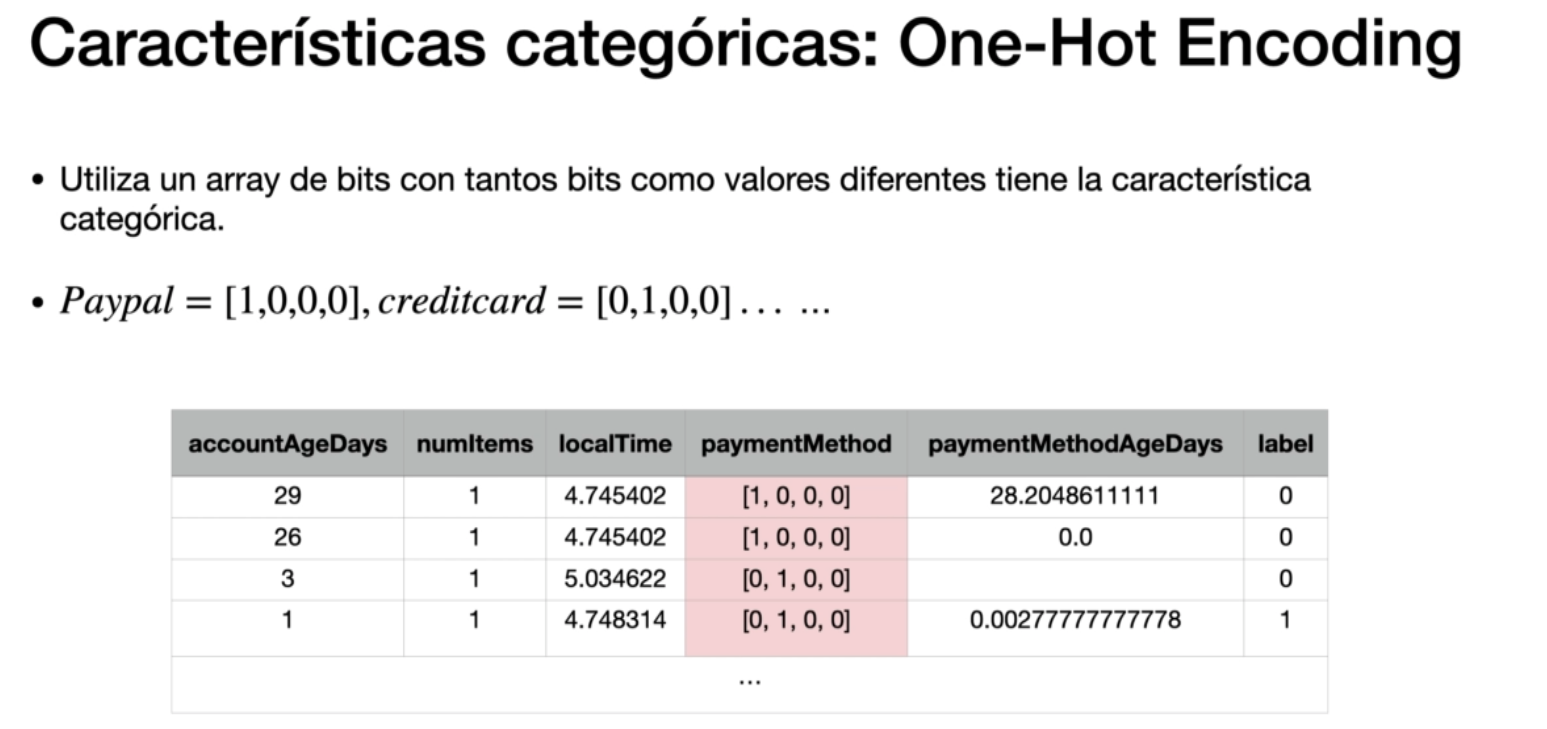 Características categóricas: One-Hot Encoding
• Utiliza un array de bits con tantos bits como valores diferentes tiene la característica
categórica.
• Paypal = [1,0,0,0], creditcard = [0,1,0,0] . . . ...
accountAgeDays numItems localTime paymentMethod paymentMethodAgeDays label
29 1 4.745402 [1, 0, 0, 0] 28.2048611111 0
26 1 4.745402 [1, 0, 0, 0] 0.0 0
3 1 5.034622 [0, 1, 0, 0] 0
1 1 4.748314 [0, 1, 0, 0] 0.00277777777778 1
...